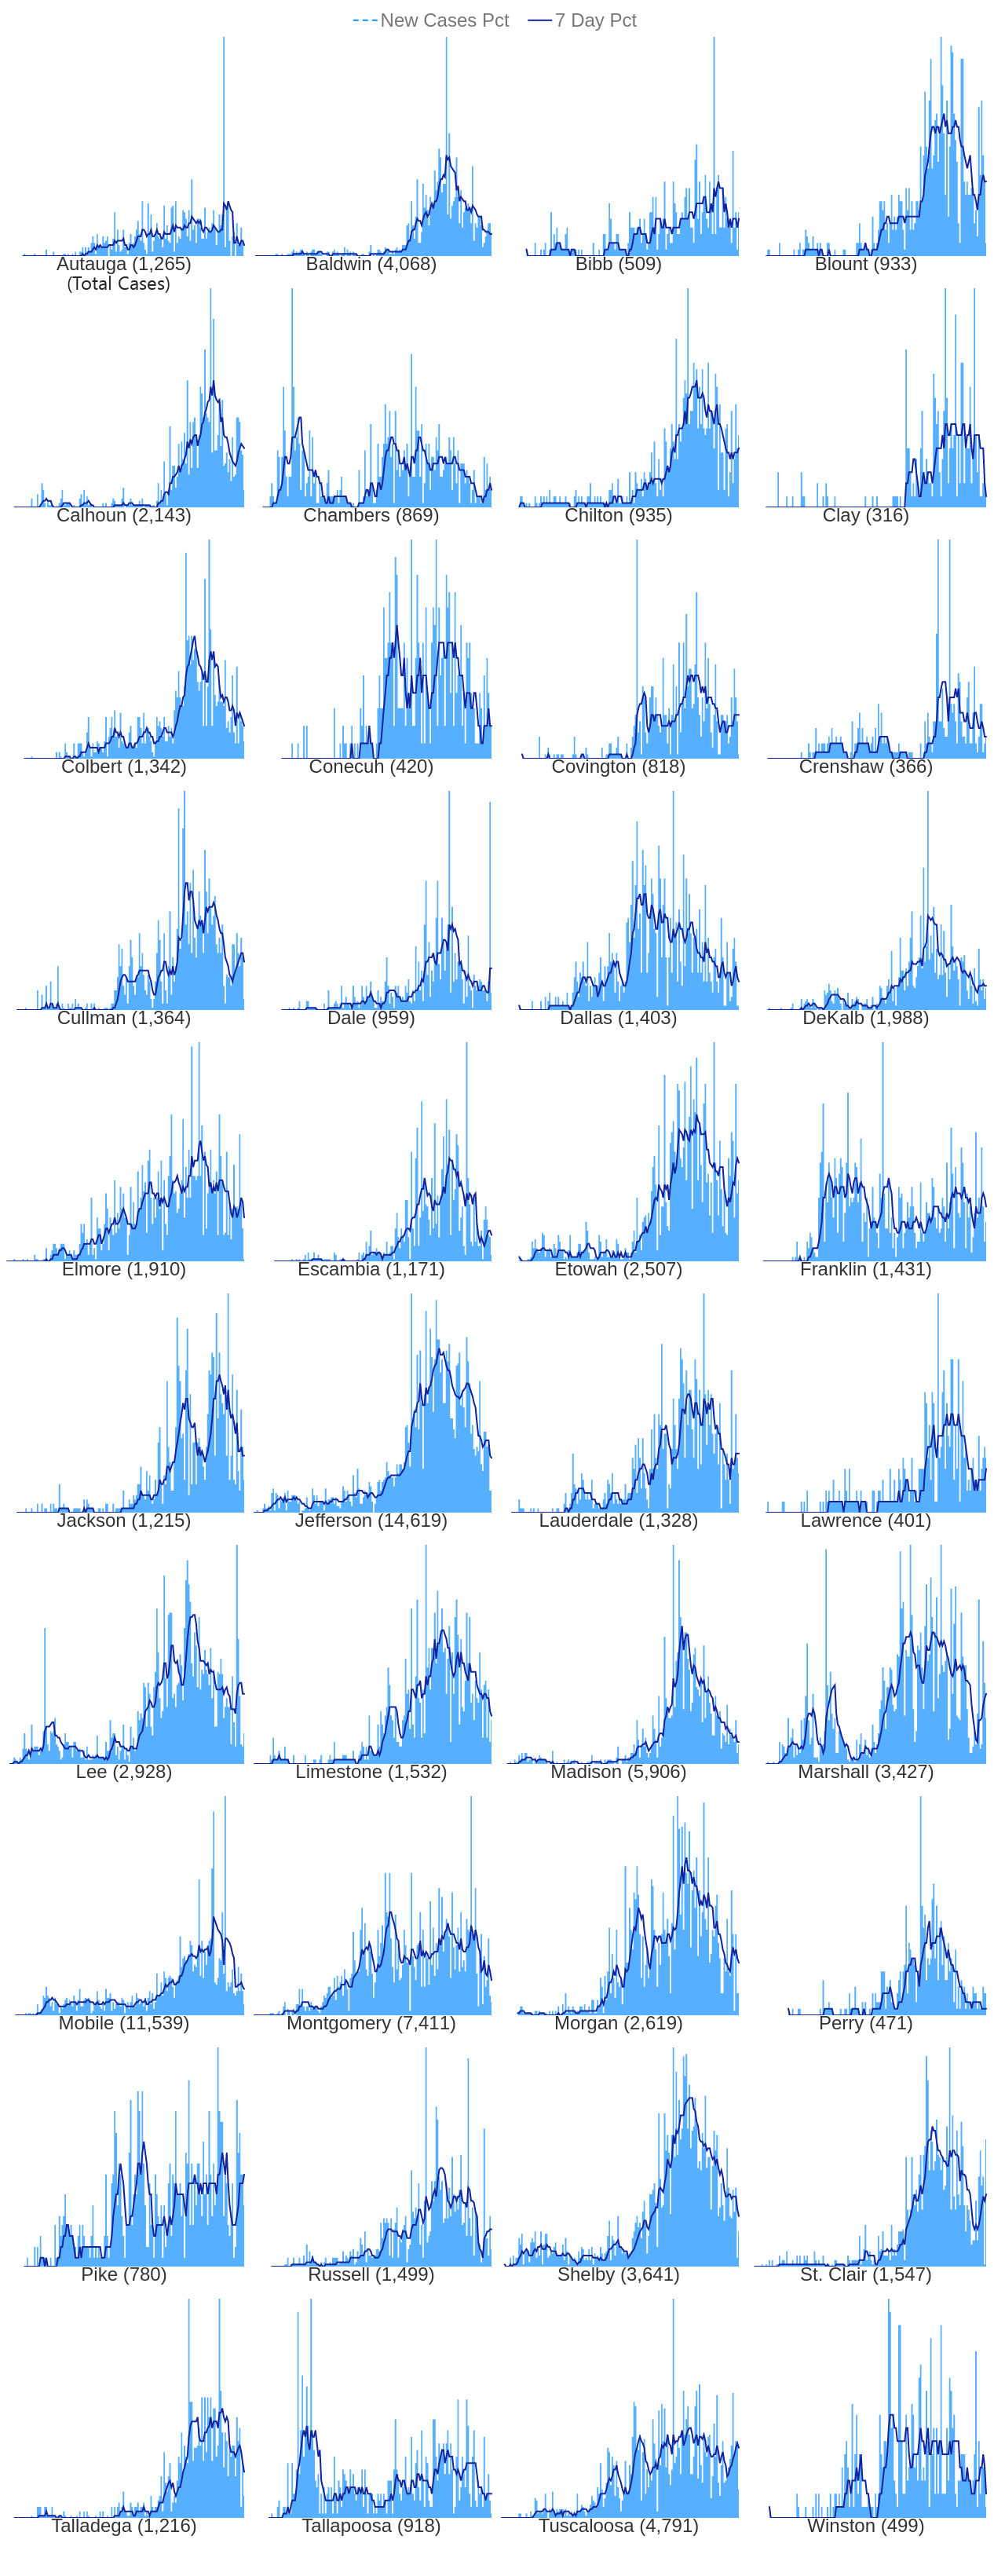 New Cases Pct 7 Day Pct
Autauga (1,265) Baldwin (4,068) Bibb (509) Blount (933)
(Total Cases)
Calhoun (2,143) Chambers (869) Chilton (935) Clay (316)
Colbert (1,342) Conecuh (420) Covington (818) Crenshaw (366)
Cullman (1,364) Dale (959) Dallas (1,403) DeKalb (1,988)
Elmore (1,910) Escambia (1,171) Etowah (2,507) Franklin (1,431)
Jackson (1,215) Jefferson (14,619) Lauderdale (1,328) Lawrence (401)
Lee (2,928) Limestone (1,532) Madison (5,906) Marshall (3,427)
Mobile (11,539) Montgomery (7,411) Morgan (2,619) Perry (471)
Pike (780) Russell (1,499) Shelby (3,641) St. Clair (1,547)
Talladega (1,216) Tallapoosa (918) Tuscaloosa (4,791) Winston (499)